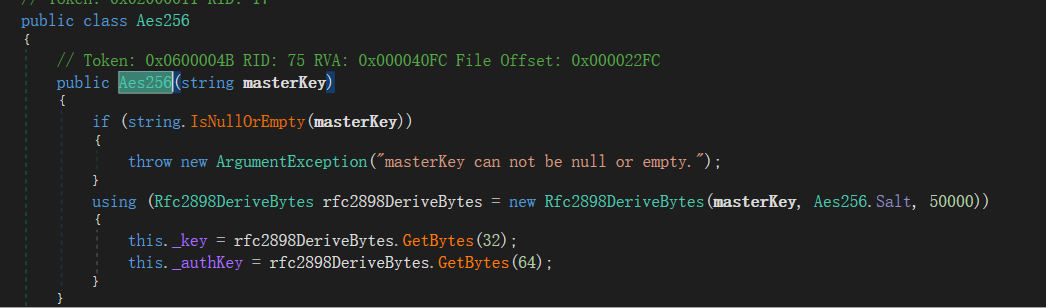 // Token: 0x02000011 RID: 17
public class Aes256
{
// Token: 0x0600004B RID: 75 RVA: 0x000040FC File Offset: 0x000022FC
public Aes256(string masterKey)
{
if (string.IsNullOrEmpty(masterKey))
{
throw new ArgumentException("masterKey can not be null or empty.");
}
using (Rfc2898DeriveBytes rfc2898DeriveBytes = new Rfc2898DeriveBytes(masterKey, Aes256.Salt, 50000))
{
this._key = rfc2898DeriveBytes.GetBytes(32);
this._authKey = rfc2898DeriveBytes.GetBytes(64);
}
}